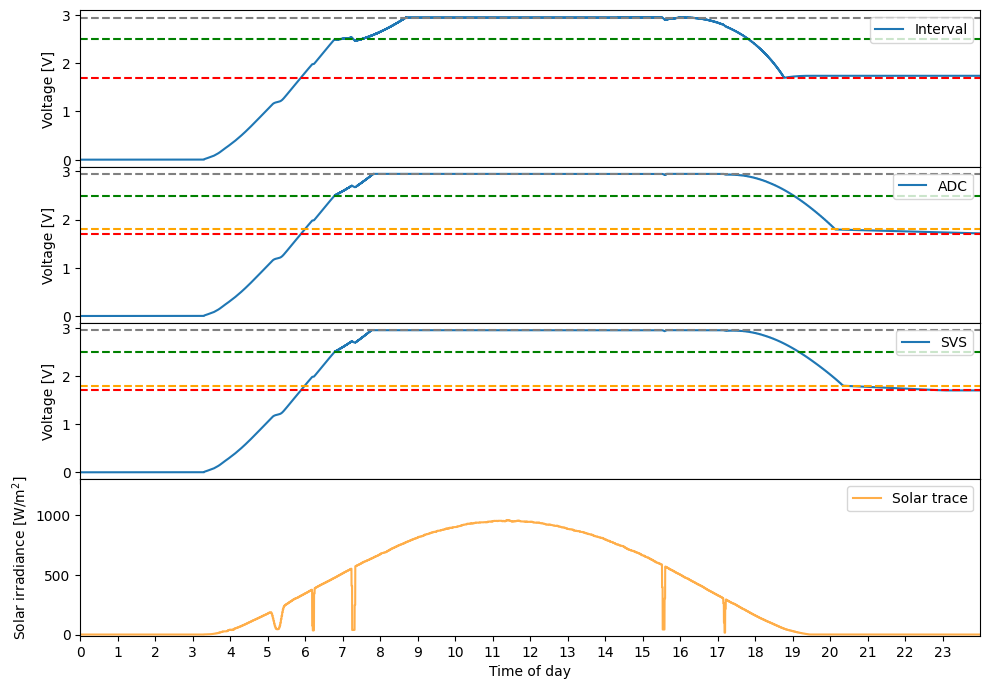 Voltage [V]
3
2
1
0
Interval
Voltage [V]
3
2
1
0
ADC
Voltage [V]
3
2
1
0
SVS
Solar irradiance [W/m²]
1000
500
0
Solar trace
0 1 2 3 4 5 6 7 8 9 10 11 12 13 14 15 16 17 18 19 20 21 22 23
Time of day